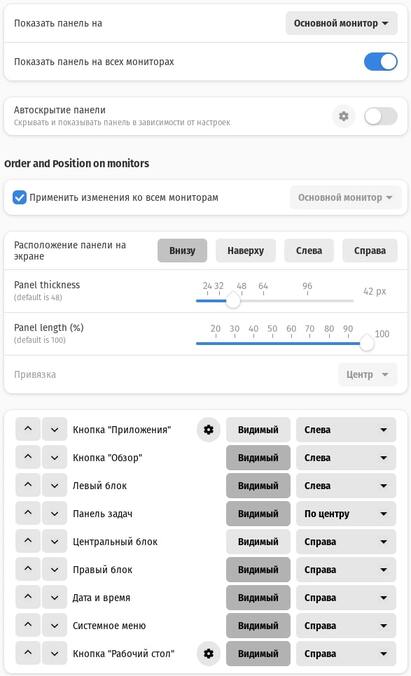 Показать панель на
Основной монитор
Показать панель на всех мониторах
Автоскрытие панели
Скрывать и показывать панель в зависимости от настроек
Order and Position on monitors
Применить изменения ко всем мониторам
Основной монитор
Расположение панели на
экране
Внизу Наверху Слева Справа
Panel thickness
(default is 48)
24 32 48 64 96
42 px
Panel length (%)
(default is 100)
20 30 40 50 60 70 80 90
100
Привязка
Центр
Кнопка "Приложения" Видимый Слева
Кнопка "Обзор" Видимый Слева
Левый блок Видимый Слева
Панель задач Видимый По центру
Центральный блок Видимый Справа
Правый блок Видимый Справа
Дата и время Видимый Справа
Системное меню Видимый Справа
Кнопка "Рабочий стол" Видимый Справа